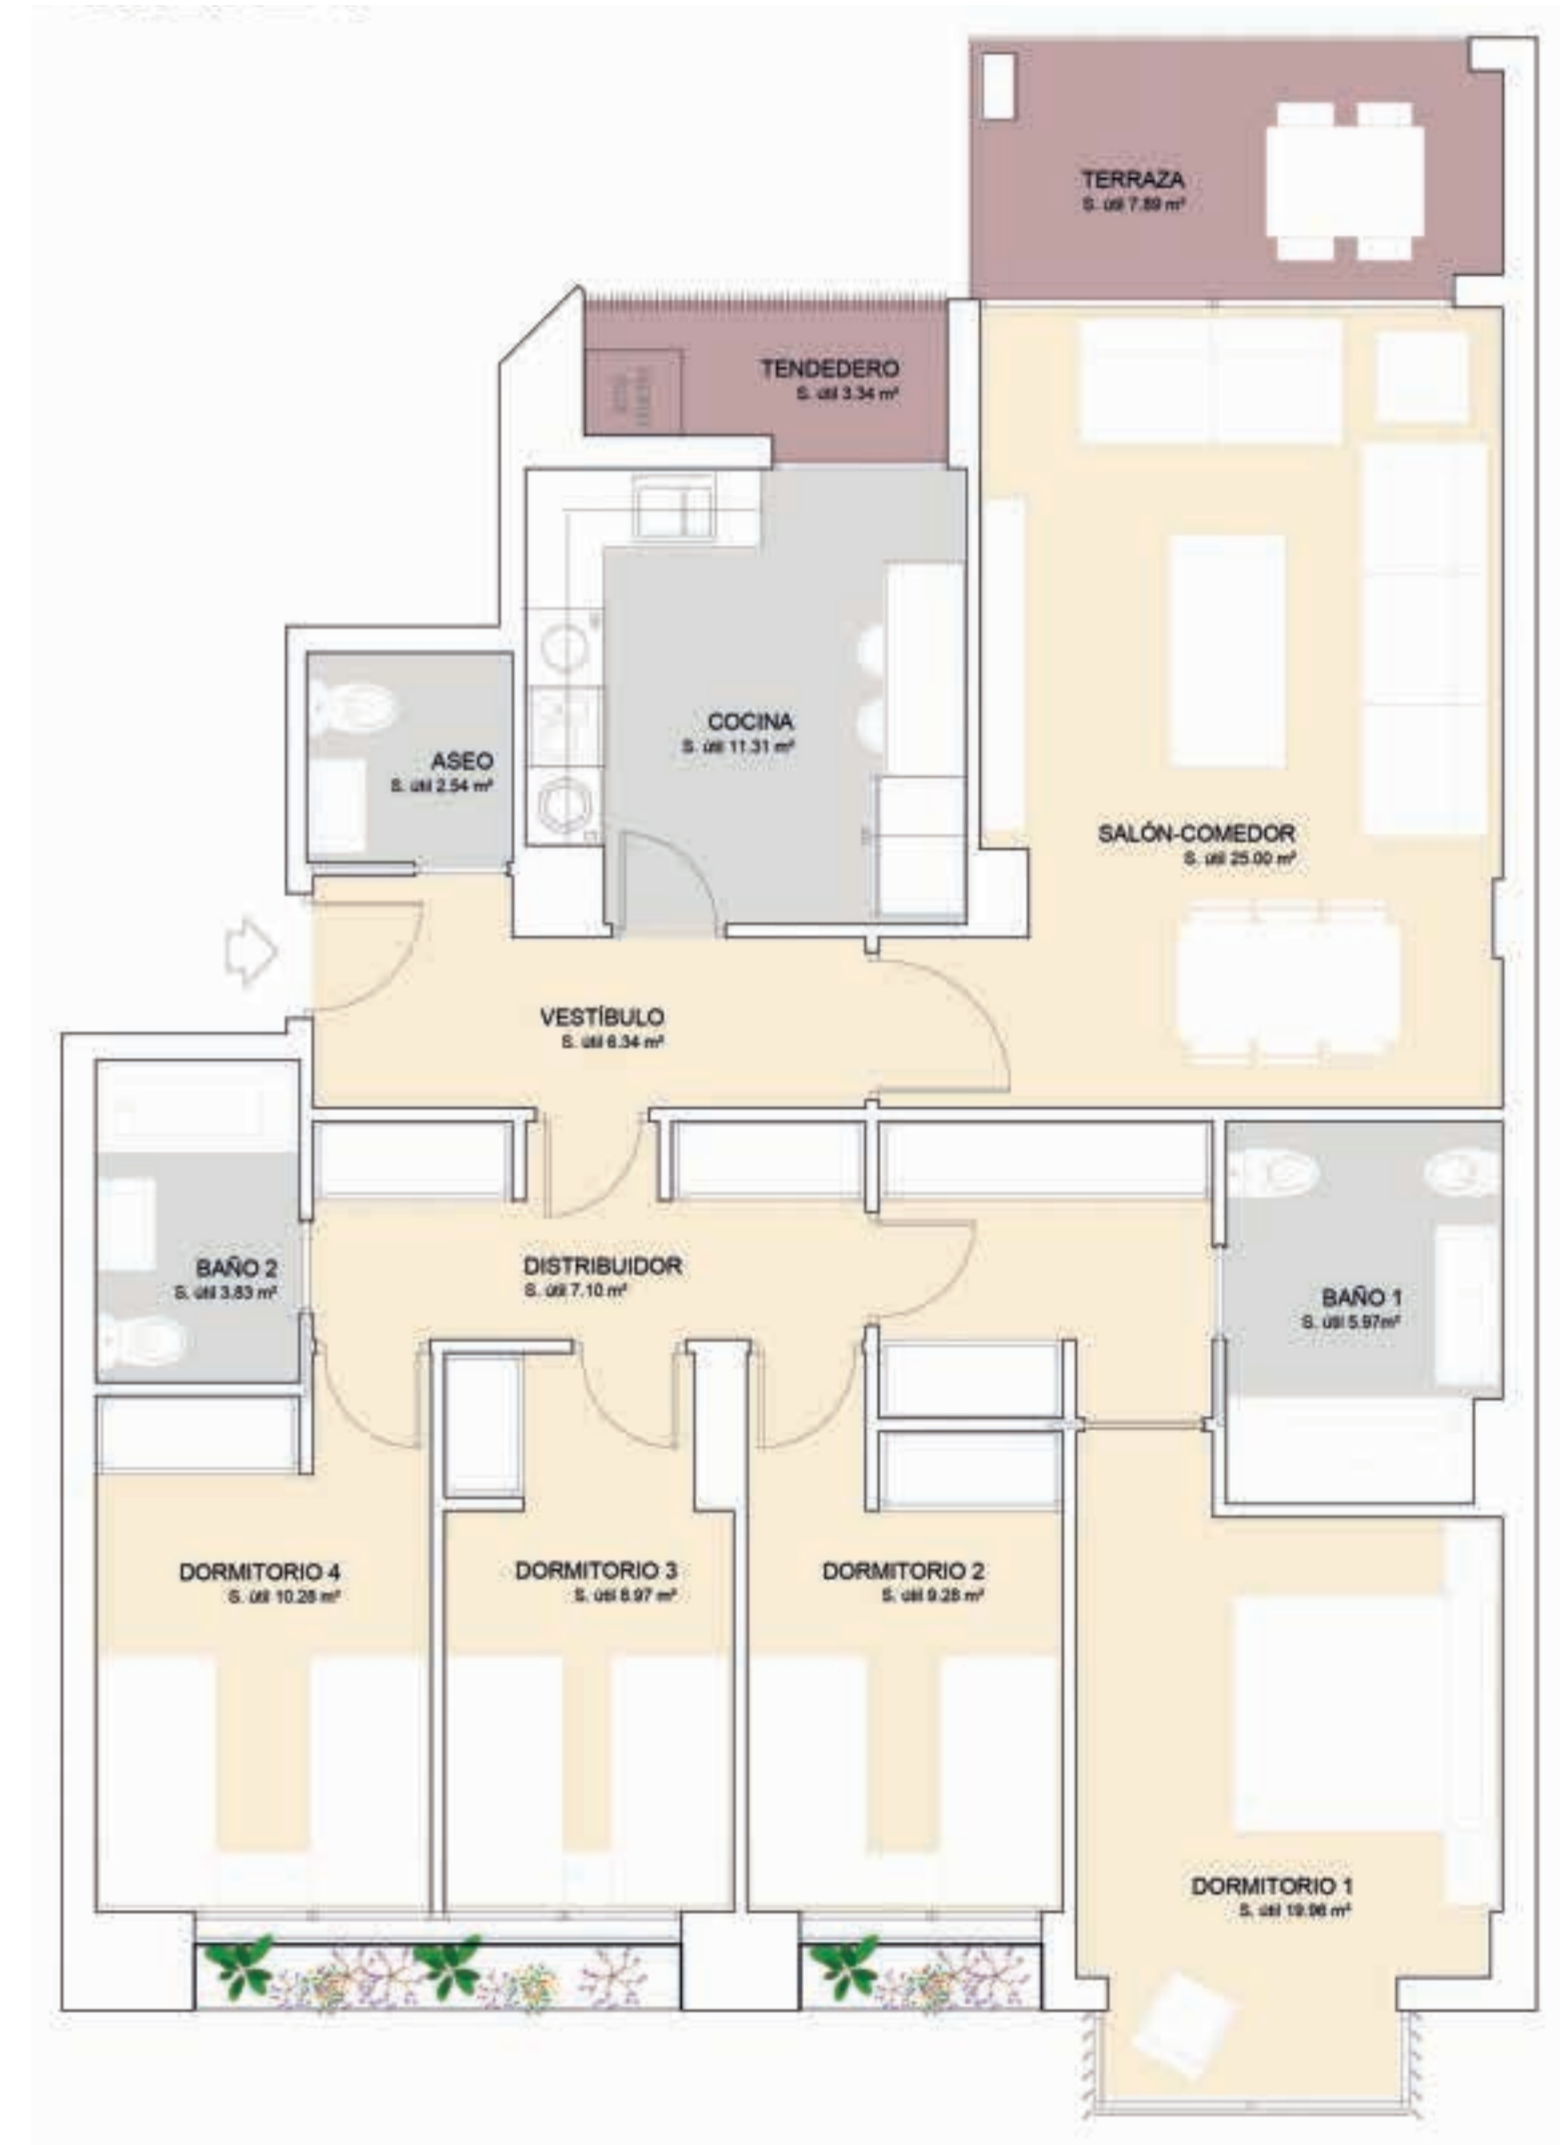 TERRAZA
S. útil 7.89 m²
TENDEDERO
S. útil 3.34 m²
COCINA
S. útil 11.31 m²
ASEO
S. útil 2.54 m²
SALÓN-COMEDOR
S. útil 25.00 m²
VESTÍBULO
S. útil 6.34 m²
DISTRIBUIDOR
S. útil 7.10 m²
BAÑO 2
S. útil 3.83 m²
BAÑO 1
S. útil 5.97m²
DORMITORIO 4
S. útil 10.28 m²
DORMITORIO 3
S. útil 8.97 m²
DORMITORIO 2
S. útil 9.28 m²
DORMITORIO 1
S. útil 19.96 m²